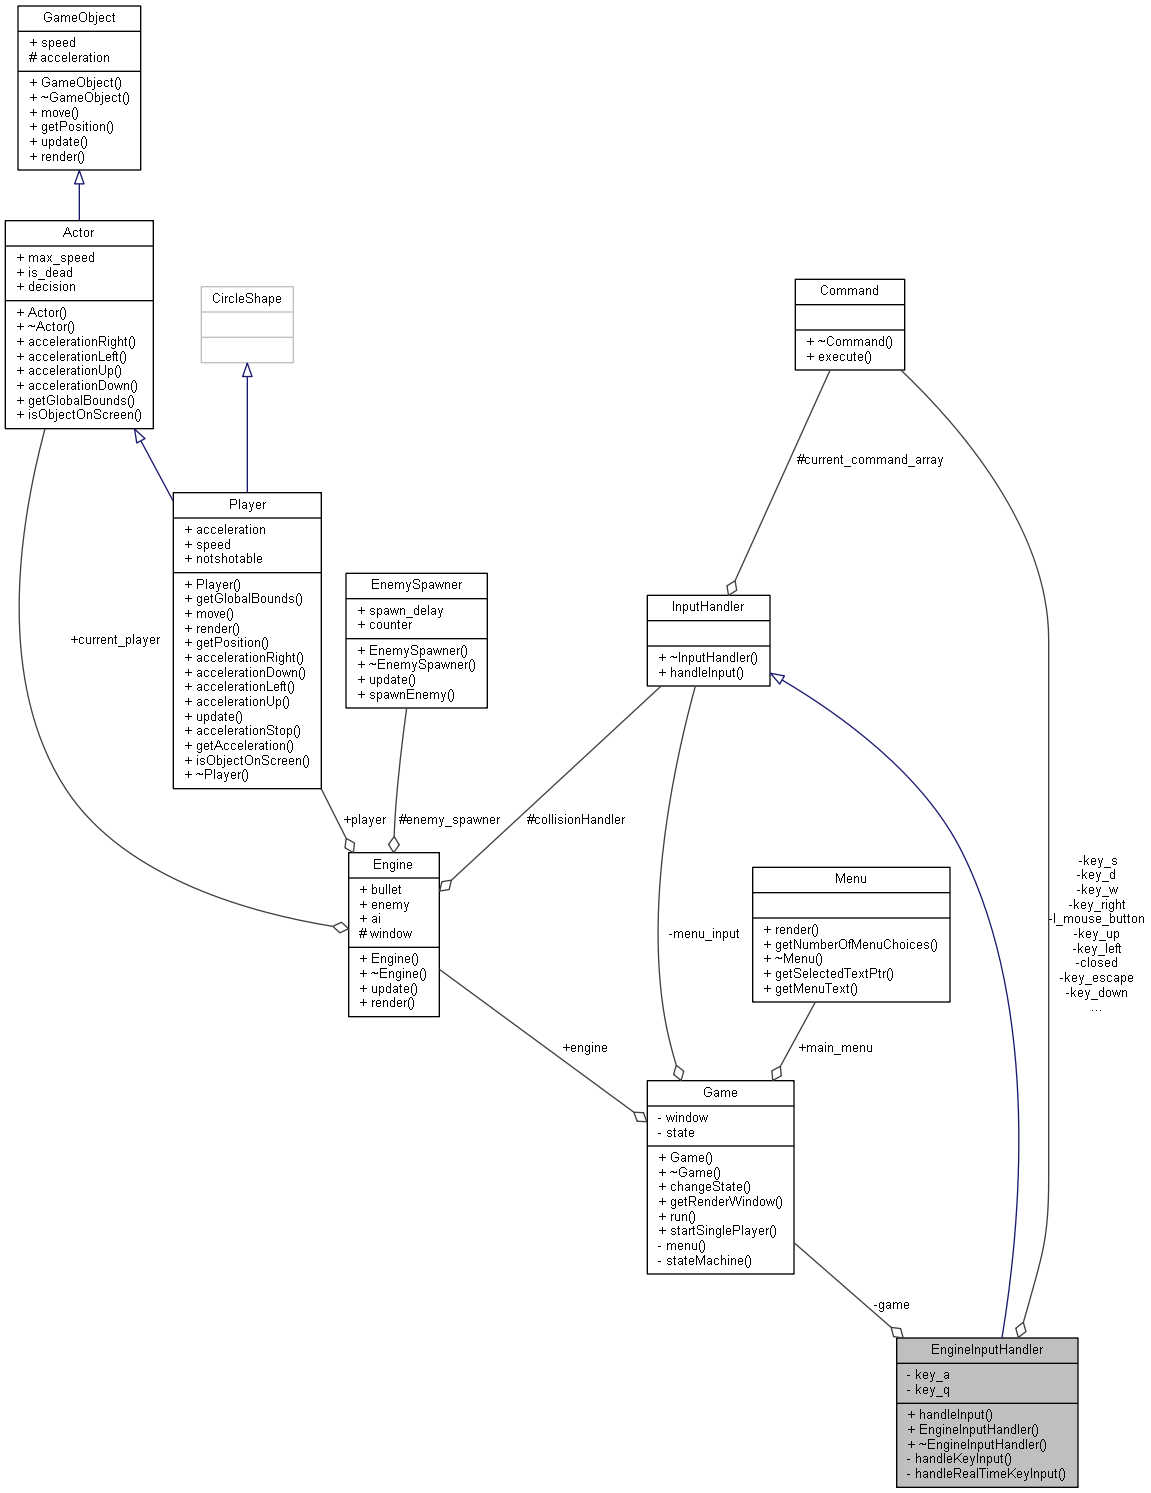 GameObject
+ speed
# acceleration
+ GameObject()
+ ~GameObject()
+ move()
+ getPosition()
+ update()
+ render()
Actor
+ max_speed
+ is_dead
+ decision
+ Actor()
+ ~Actor()
+ accelerationRight()
+ accelerationLeft()
+ accelerationUp()
+ accelerationDown()
+ getGlobalBounds()
+ isObjectOnScreen()
CircleShape
Command
+ ~Command()
+ execute()
#current_command_array
Player
+ acceleration
+ speed
+ notshotable
+ Player()
+ getGlobalBounds()
+ move()
+ render()
+ getPosition()
+ accelerationRight()
+ accelerationDown()
+ accelerationLeft()
+ accelerationUp()
+ update()
+ accelerationStop()
+ getAcceleration()
+ isObjectOnScreen()
+ ~Player()
+current_player
EnemySpawner
+ spawn_delay
+ counter
+ EnemySpawner()
+ ~EnemySpawner()
+ update()
+ spawnEnemy()
InputHandler
+ ~InputHandler()
+ handleInput()
+player
#enemy_spawner
#collisionHandler
Engine
+ bullet
+ enemy
+ ai
# window
+ Engine()
+ ~Engine()
+ update()
+ render()
-menu_input
Menu
+ render()
+ getNumberOfMenuChoices()
+ ~Menu()
+ getSelectedTextPtr()
+ getMenuText()
-key_s
-key_d
-key_w
-key_right
-l_mouse_button
-key_up
-key_left
-closed
-key_escape
-key_down
...
+engine
+main_menu
Game
- window
- state
+ Game()
+ ~Game()
+ changeState()
+ getRenderWindow()
+ run()
+ startSinglePlayer()
- menu()
- stateMachine()
-game
EngineInputHandler
- key_a
- key_q
+ handleInput()
+ EngineInputHandler()
+ ~EngineInputHandler()
- handleKeyInput()
- handleRealTimeKeyInput()